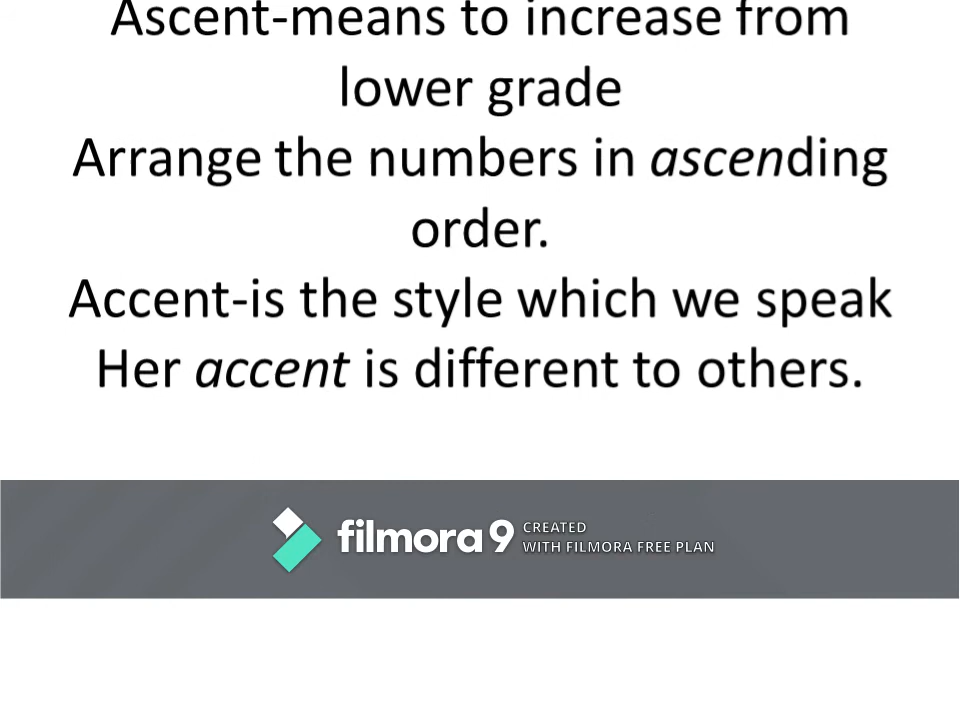 Ascent-means to increase from
lower grade
Arrange the numbers in ascending
order.
Accent-is the style which we speak
Her accent is different to others.
filmora 9 CREATED
WITH FILMORA FREE PLAN